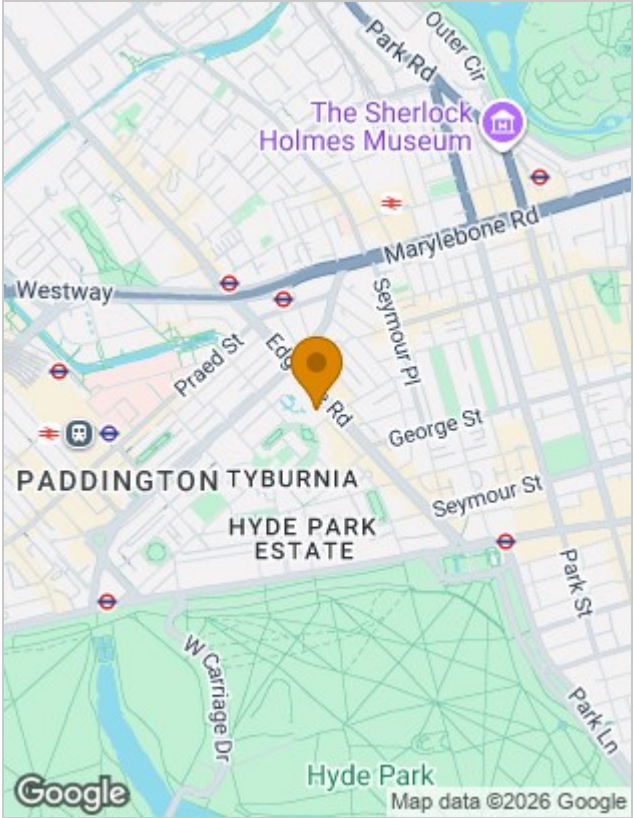 Outer Cir
Park Rd
The Sherlock
Holmes Museum
Marylebone Rd
Westway
Seymour Pl
Praed St
George St
PADDINGTON
TYBURNIA
Seymour St
HYDE PARK
ESTATE
Park St
W Carriage Dr
Park Ln
Hyde Park
Google
Map data ©2026 Google